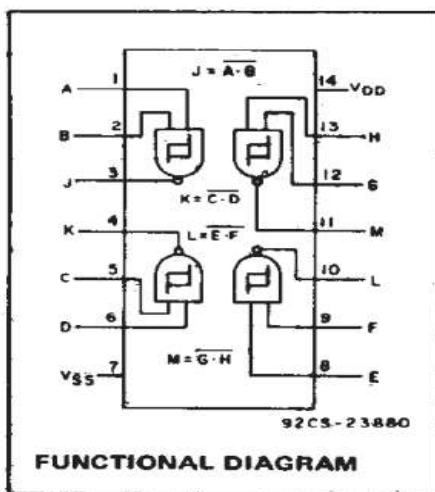 J = A·B
A 1 14 VDD
B 2 13 H
J 3 12 G
K = C·D
K 4 11 M
L = E·F
C 5 10 L
D 6 9 F
M = G·H
VSS 7 8 E
92CS-23880
FUNCTIONAL DIAGRAM